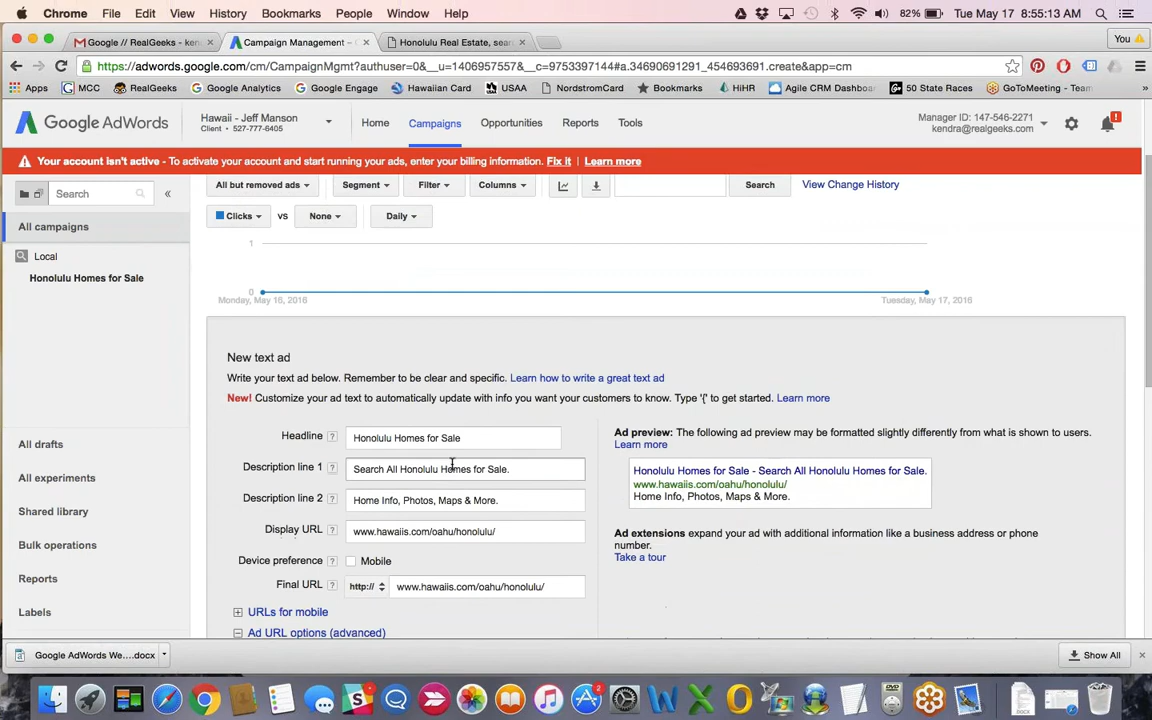 Chrome File Edit View History Bookmarks People Window Help 82% Tue May 17 8:55:13 AM
Google // RealGeeks - ken Campaign Management – Honolulu Real Estate, sear You
https://adwords.google.com/cm/CampaignMgmt?authuser=0&__u=1406957557&__c=9753397144#a.34690691291_454693691.create&app=cm
Apps MCC RealGeeks Google Analytics Google Engage Hawaiian Card USAA NordstromCard Bookmarks HiHR Agile CRM Dashboa 50 State Races GoToMeeting - Team »
Google AdWords Hawaii - Jeff Manson Client - 527-777-6405 Home Campaigns Opportunities Reports Tools Manager ID: 147-546-2271 kendra@realgeeks.com !
Your account isn't active - To activate your account and start running your ads, enter your billing information. Fix it | Learn more
Search « All but removed ads Segment Filter Columns Search View Change History
All campaigns Clicks vs None Daily
Local
Honolulu Homes for Sale
1
0
Monday, May 16, 2016 Tuesday, May 17, 2016
New text ad
Write your text ad below. Remember to be clear and specific. Learn how to write a great text ad
New! Customize your ad text to automatically update with info you want your customers to know. Type '{' to get started. Learn more
Headline ? Honolulu Homes for Sale
Description line 1 ? Search All Honolulu Homes for Sale.
Description line 2 ? Home Info, Photos, Maps & More.
Display URL ? www.hawaiis.com/oahu/honolulu/
Device preference ? Mobile
Final URL ? http:// www.hawaiis.com/oahu/honolulu/
URLs for mobile
Ad URL options (advanced)
Ad preview: The following ad preview may be formatted slightly differently from what is shown to users.
Learn more
Honolulu Homes for Sale - Search All Honolulu Homes for Sale.
www.hawaiis.com/oahu/honolulu/
Home Info, Photos, Maps & More.
Ad extensions expand your ad with additional information like a business address or phone
number.
Take a tour
All drafts
All experiments
Shared library
Bulk operations
Reports
Labels
Google AdWords We....docx Show All
2